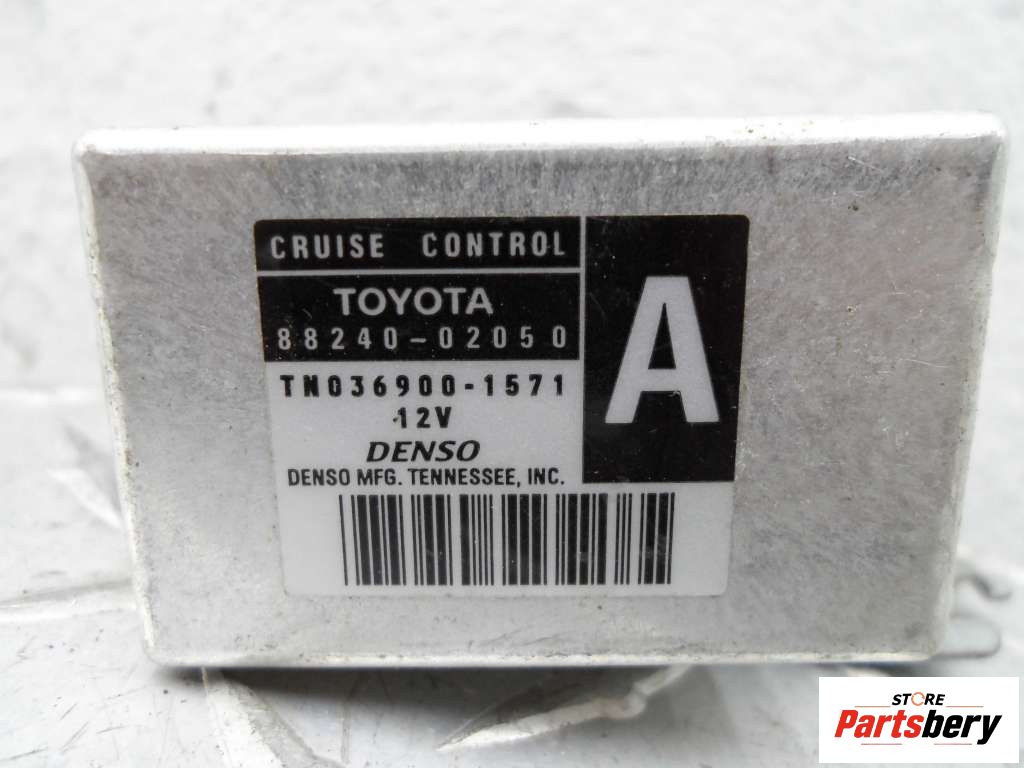 CRUISE CONTROL
TOYOTA
88240-02050
A
TN036900-1571
12V
DENSO
DENSO MFG. TENNESSEE, INC.
STORE
Partsbery